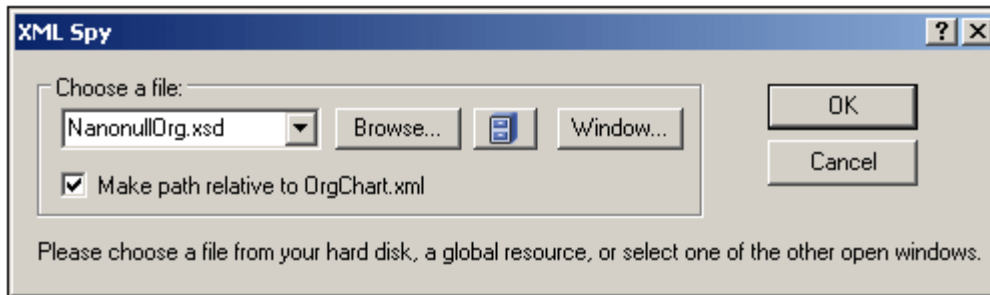 XML Spy
Choose a file:
NanonullOrg.xsd
Browse...
Window...
OK
Make path relative to OrgChart.xml
Cancel
Please choose a file from your hard disk, a global resource, or select one of the other open windows.